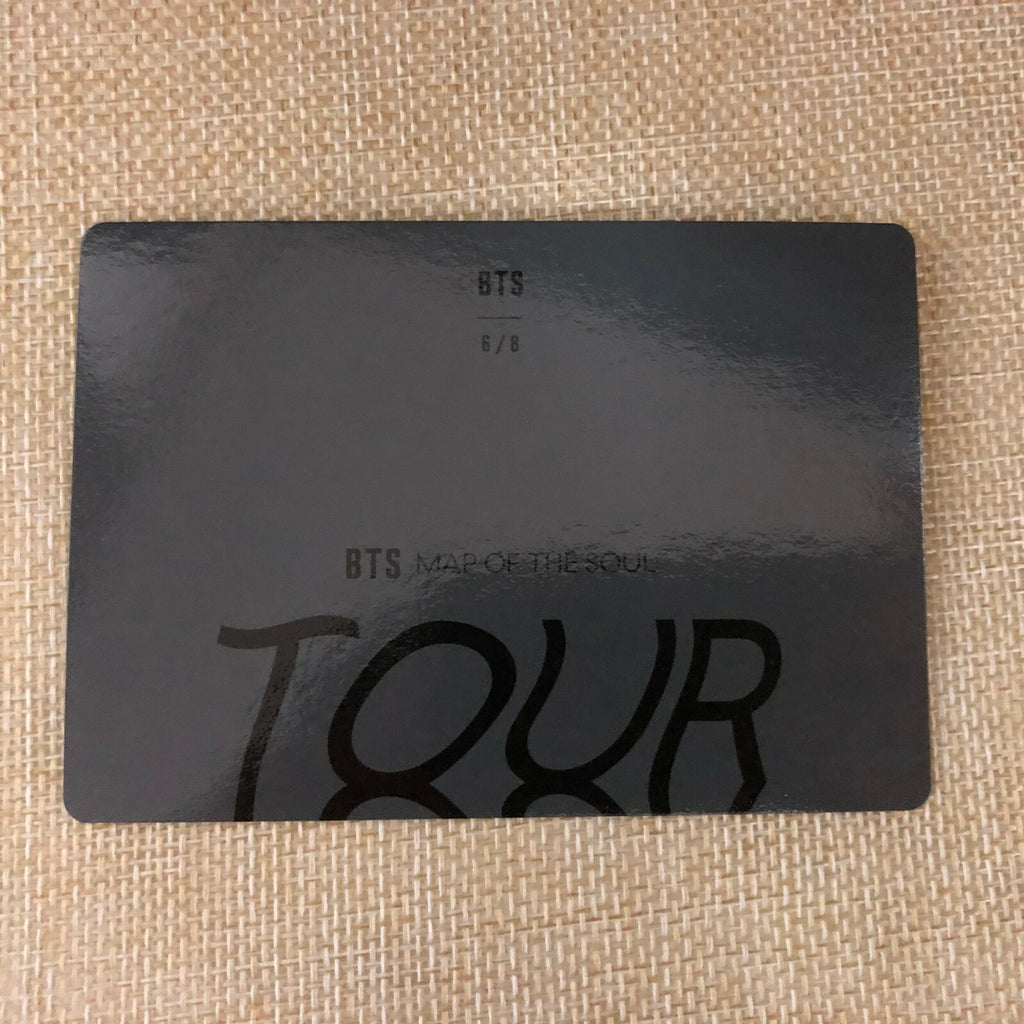 BTS
6/8
BTS MAP OF THE SOUL
TOUR